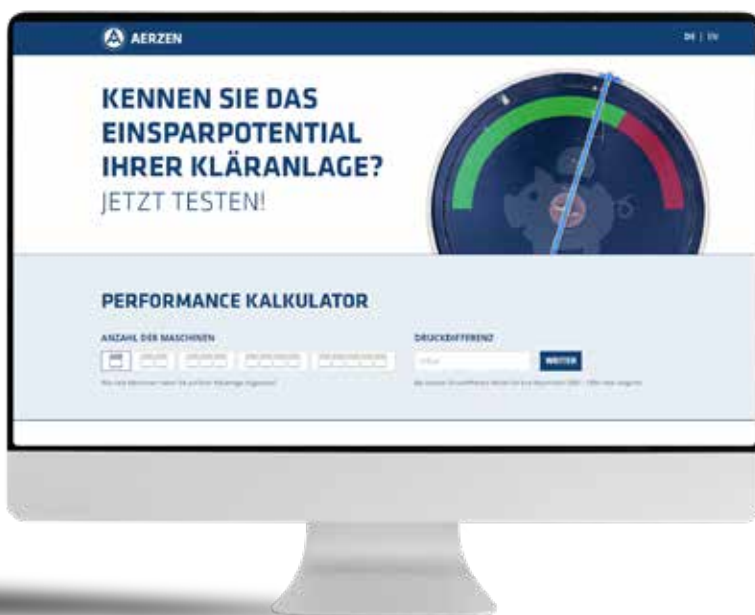 AERZEN
DE | EN
KENNEN SIE DAS
EINSPARPOTENTIAL
IHRER KLÄRANLAGE?
JETZT TESTEN!
PERFORMANCE KALKULATOR
ANZAHL DER MASCHINEN
DRUCKDIFFERENZ
WEITER